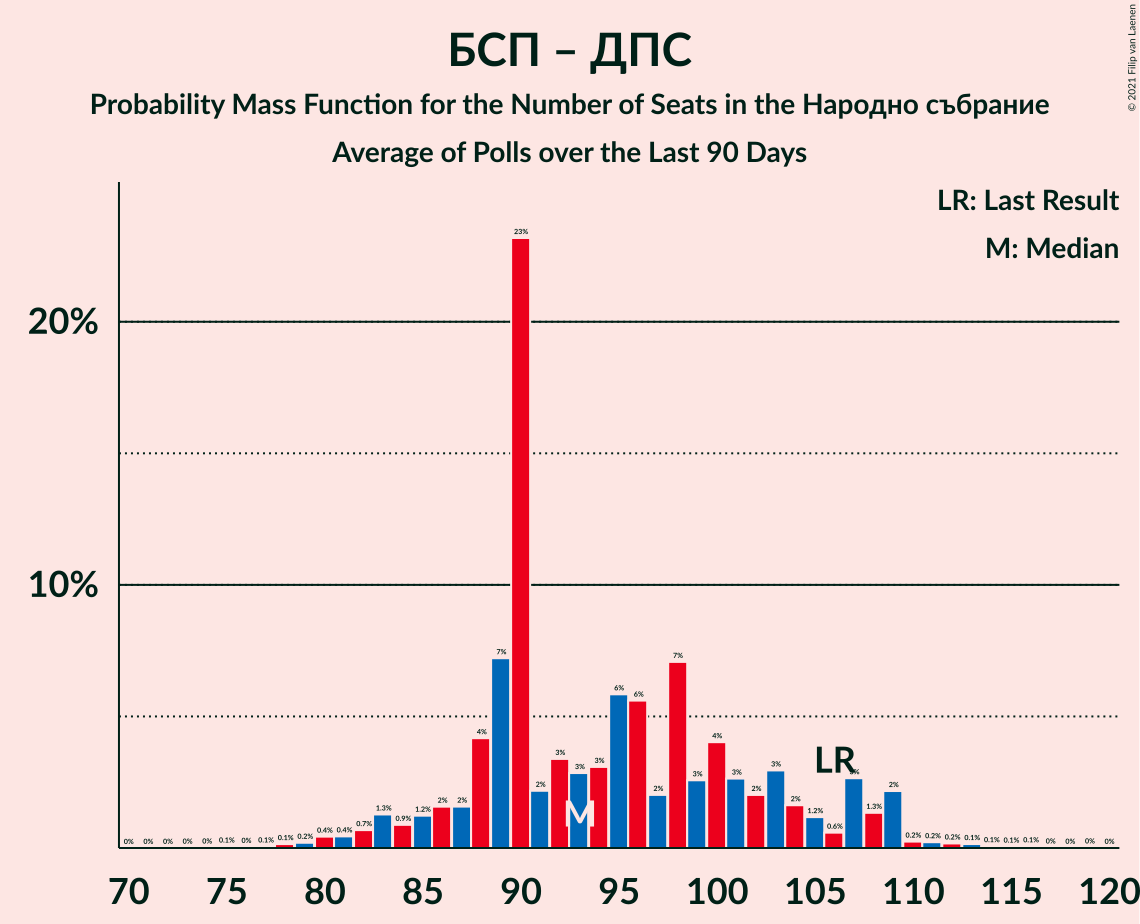 БСП – ДПС
Probability Mass Function for the Number of Seats in the Народно събрание
Average of Polls over the Last 90 Days
© 2021 Filip van Laenen
LR: Last Result
M: Median
20%
10%
0% 0% 0% 0% 0% 0.1% 0% 0.1% 0.1% 0.2% 0.4% 0.4% 0.7% 1.3% 0.9% 1.2% 2% 2% 4% 7% 23% 2% 3% 3% 3% 6% 6% 2% 7% 3% 4% 3% 2% 3% 2% 1.2% 0.6% 3% 1.3% 2% 0.2% 0.2% 0.2% 0.1% 0.1% 0.1% 0.1% 0% 0% 0% 0%
LR
M
70 75 80 85 90 95 100 105 110 115 120